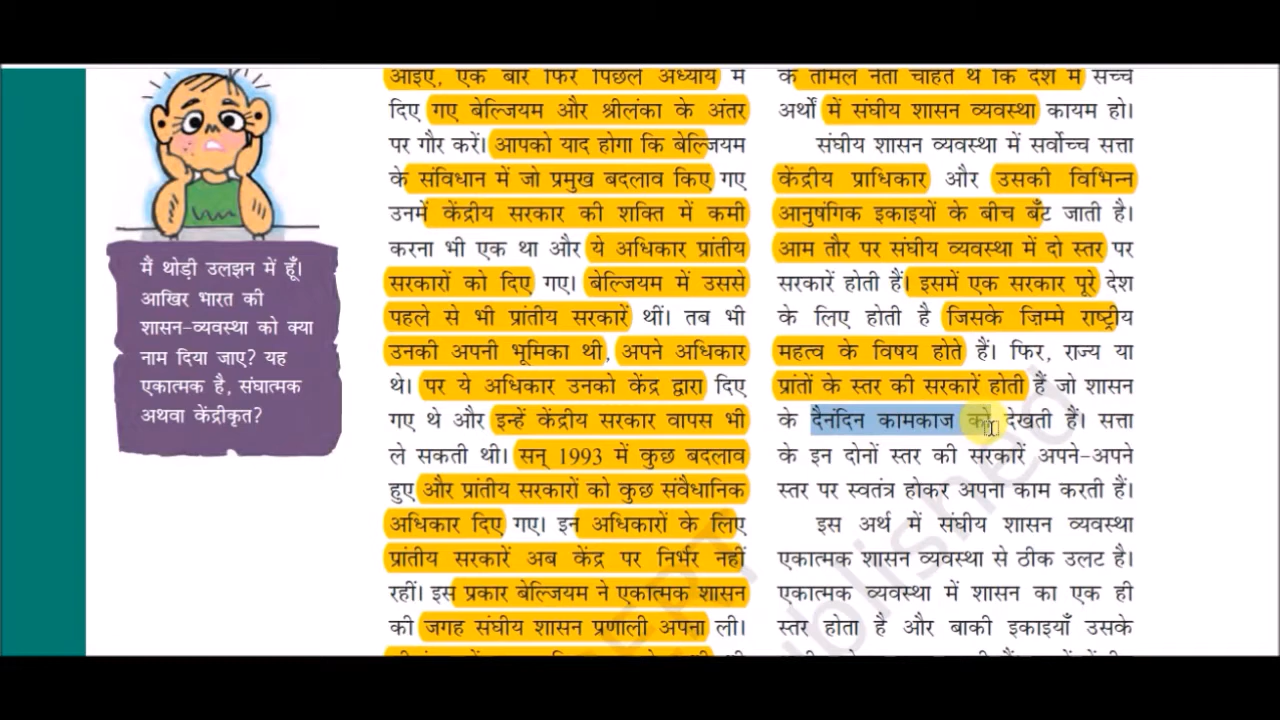 मैं थोड़ी उलझन में हूँ।
आखिर भारत की
शासन-व्यवस्था को क्या
नाम दिया जाए? यह
एकात्मक है, संघात्मक
अथवा केंद्रीकृत?
आइए, एक बार फिर पिछले अध्याय में
दिए गए बेल्जियम और श्रीलंका के अंतर
पर गौर करें। आपको याद होगा कि बेल्जियम
के संविधान में जो प्रमुख बदलाव किए गए
उनमें केंद्रीय सरकार की शक्ति में कमी
करना भी एक था और ये अधिकार प्रांतीय
सरकारों को दिए गए। बेल्जियम में उससे
पहले से भी प्रांतीय सरकारें थीं। तब भी
उनकी अपनी भूमिका थी, अपने अधिकार
थे। पर ये अधिकार उनको केंद्र द्वारा दिए
गए थे और इन्हें केंद्रीय सरकार वापस भी
ले सकती थी। सन् 1993 में कुछ बदलाव
हुए और प्रांतीय सरकारों को कुछ संवैधानिक
अधिकार दिए गए। इन अधिकारों के लिए
प्रांतीय सरकारें अब केंद्र पर निर्भर नहीं
रहीं। इस प्रकार बेल्जियम ने एकात्मक शासन
की जगह संघीय शासन प्रणाली अपना ली।
के तमिल नेता चाहते थे कि देश में सच्चे
अर्थों में संघीय शासन व्यवस्था कायम हो।
संघीय शासन व्यवस्था में सर्वोच्च सत्ता
केंद्रीय प्राधिकार और उसकी विभिन्न
आनुषंगिक इकाइयों के बीच बँट जाती है।
आम तौर पर संघीय व्यवस्था में दो स्तर पर
सरकारें होती हैं। इसमें एक सरकार पूरे देश
के लिए होती है जिसके ज़िम्मे राष्ट्रीय
महत्व के विषय होते हैं। फिर, राज्य या
प्रांतों के स्तर की सरकारें होती हैं जो शासन
के दैनंदिन कामकाज को देखती हैं। सत्ता
के इन दोनों स्तर की सरकारें अपने-अपने
स्तर पर स्वतंत्र होकर अपना काम करती हैं।
इस अर्थ में संघीय शासन व्यवस्था
एकात्मक शासन व्यवस्था से ठीक उलट है।
एकात्मक व्यवस्था में शासन का एक ही
स्तर होता है और बाकी इकाइयाँ उसके